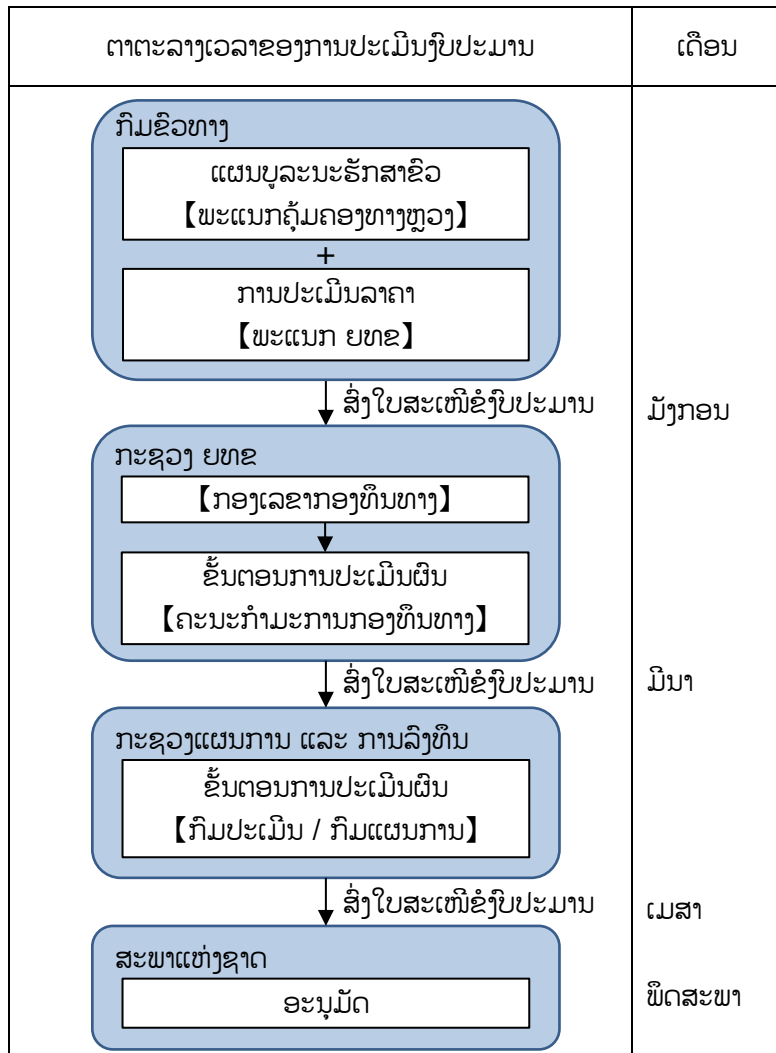 ຕາຕະລາງເວລາຂອງການປະເມີນງົບປະມານ
ເດືອນ
ກົມຂົວທາງ
ແຜນບູລະນະຮັກສາຂົວ
【ພະແນກຄຸ້ມຄອງທາງຫຼວງ】
+
ການປະເມີນລາຄາ
【ພະແນກ ຍທຂ】
ສົ່ງໃບສະເໜີຂໍງົບປະມານ
ມັງກອນ
ກະຊວງ ຍທຂ
【ກອງເລຂາກອງທຶນທາງ】
ຂັ້ນຕອນການປະເມີນຜົນ
【ຄະນະກຳມະການກອງທຶນທາງ】
ສົ່ງໃບສະເໜີຂໍງົບປະມານ
ມີນາ
ກະຊວງແຜນການ ແລະ ການລົງທຶນ
ຂັ້ນຕອນການປະເມີນຜົນ
【ກົມປະເມີນ / ກົມແຜນການ】
ສົ່ງໃບສະເໜີຂໍງົບປະມານ
ເມສາ
ສະພາແຫ່ງຊາດ
ອະນຸມັດ
ພຶດສະພາ